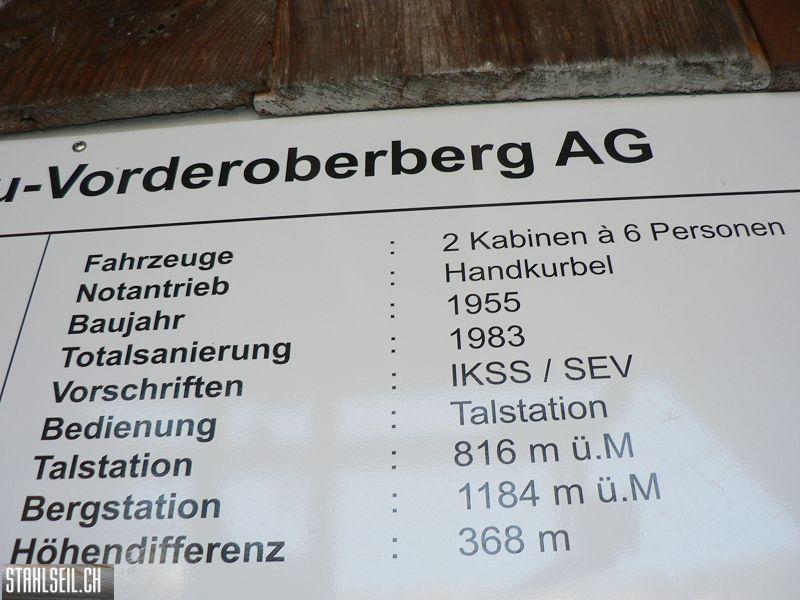 u-Vorderoberberg AG
Fahrzeuge : 2 Kabinen à 6 Personen
Notantrieb : Handkurbel
Baujahr : 1955
Totalsanierung : 1983
Vorschriften : IKSS / SEV
Bedienung : Talstation
Talstation : 816 m ü.M
Bergstation : 1184 m ü.M
Höhendifferenz : 368 m
STAHLSEIL.CH